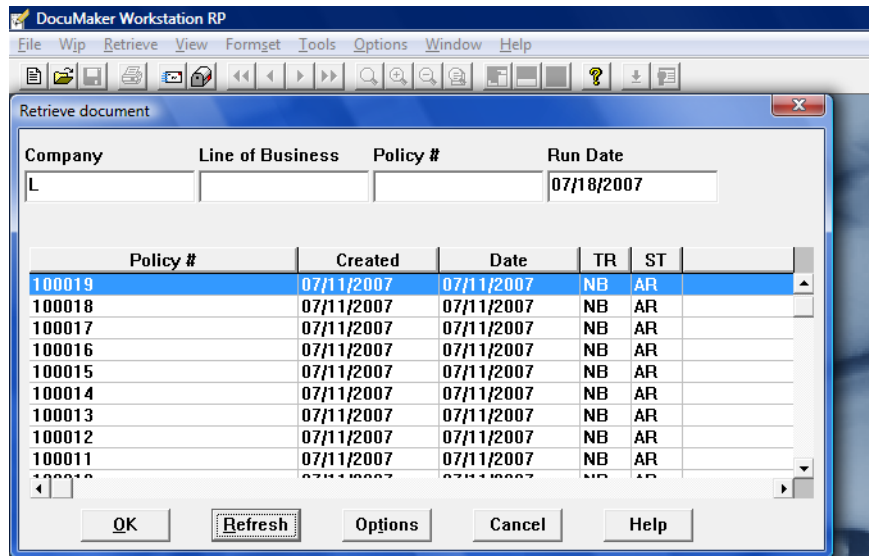 DocuMaker Workstation RP
File Wip Retrieve View Formset Tools Options Window Help
Retrieve document
Company Line of Business Policy # Run Date
L 07/18/2007
Policy # Created Date TR ST
100019 07/11/2007 07/11/2007 NB AR
100018 07/11/2007 07/11/2007 NB AR
100017 07/11/2007 07/11/2007 NB AR
100016 07/11/2007 07/11/2007 NB AR
100015 07/11/2007 07/11/2007 NB AR
100014 07/11/2007 07/11/2007 NB AR
100013 07/11/2007 07/11/2007 NB AR
100012 07/11/2007 07/11/2007 NB AR
100011 07/11/2007 07/11/2007 NB AR
OK Refresh Options Cancel Help